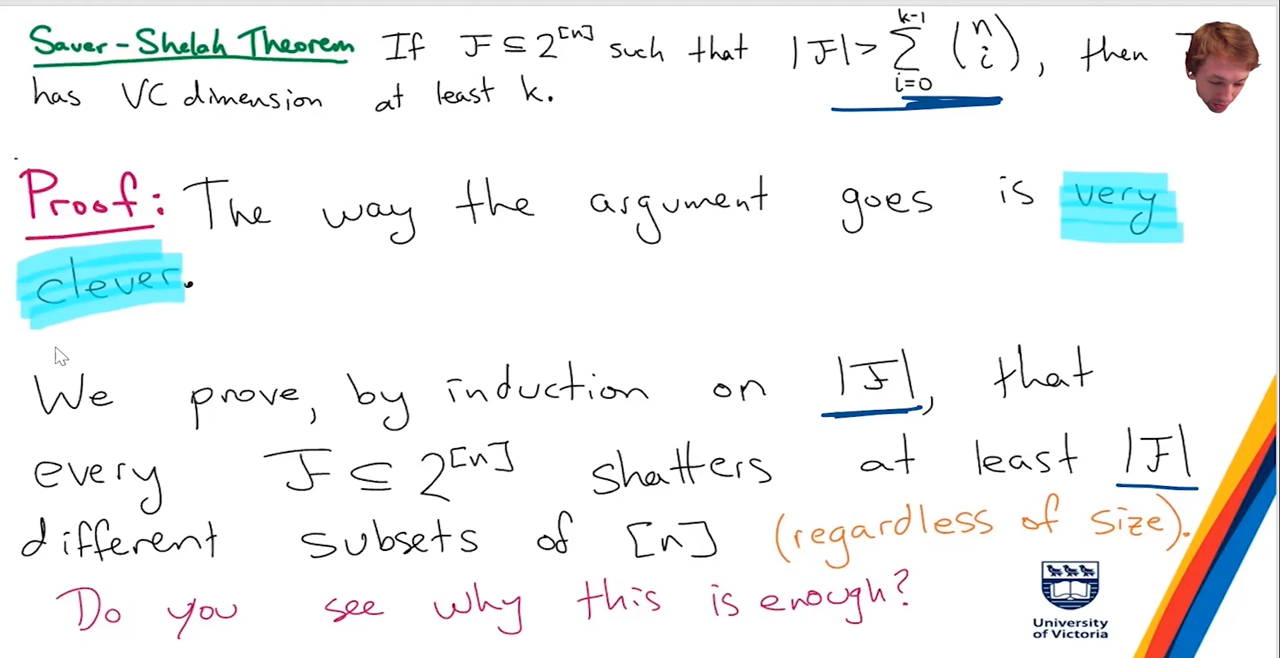 Sauer-Shelah Theorem If F ⊆ 2^[n] such that |F| > ∑_{i=0}^{k-1} (n i), then
has VC dimension at least k.
Proof: The way the argument goes is very
clever.
We prove, by induction on |F|, that
every F ⊆ 2^[n] shatters at least |F|
different subsets of [n] (regardless of size).
Do you see why this is enough?
University
of Victoria